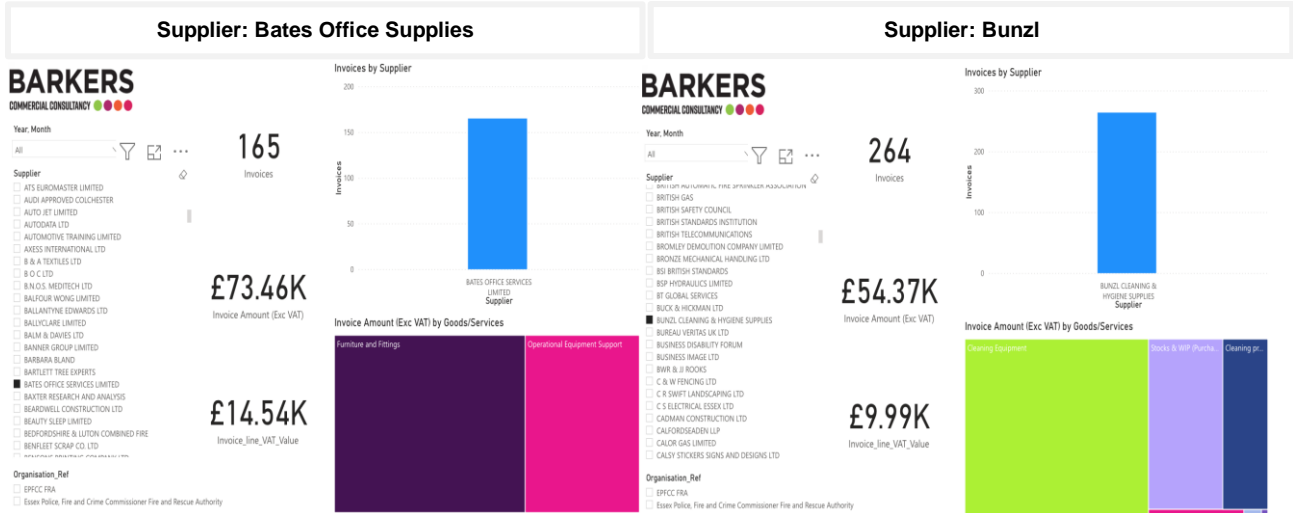 Supplier: Bates Office Supplies
BARKERS
COMMERCIAL CONSULTANCY
Year, Month
All
Supplier
ATS EUROMASTER LIMITED
AUDI APPROVED COLCHESTER
AUTO JET LIMITED
AUTODATA LTD
AUTOMOTIVE TRAINING LIMITED
AXESS INTERNATIONAL LTD
B & A TEXTILES LTD
B O C LTD
B.N.O.S. MEDITECH LTD
BALFOUR WONG LIMITED
BALLANTYNE EDWARDS LTD
BALLYCLARE LIMITED
BALM & DAVIES LTD
BANNER GROUP LIMITED
BARBARA BLAND
BARTLETT TREE EXPERTS
BATES OFFICE SERVICES LIMITED
BAXTER RESEARCH AND ANALYSIS
BEARDWELL CONSTRUCTION LTD
BEAUTY SLEEP LIMITED
BEDFORDSHIRE & LUTON COMBINED FIRE
BENFLEET SCRAP CO. LTD
Organisation_Ref
EPFCC FRA
Essex Police, Fire and Crime Commissioner Fire and Rescue Authority
165
Invoices
£73.46K
Invoice Amount (Exc VAT)
£14.54K
Invoice_line_VAT_Value
Invoices by Supplier
200
150
100
50
0
Invoices
BATES OFFICE SERVICES
LIMITED
Supplier
Invoice Amount (Exc VAT) by Goods/Services
Furniture and Fittings
Operational Equipment Support
Supplier: Bunzl
BARKERS
COMMERCIAL CONSULTANCY
Year, Month
All
Supplier
BRITISH AUTOMATIC FIRE SPRINKLER ASSOCIATION
BRITISH GAS
BRITISH SAFETY COUNCIL
BRITISH STANDARDS INSTITUTION
BRITISH TELECOMMUNICATIONS
BROMLEY DEMOLITION COMPANY LIMITED
BRONZE MECHANICAL HANDLING LTD
BSI BRITISH STANDARDS
BSP HYDRAULICS LIMITED
BT GLOBAL SERVICES
BUCK & HICKMAN LTD
BUNZL CLEANING & HYGIENE SUPPLIES
BUREAU VERITAS UK LTD
BUSINESS DISABILITY FORUM
BUSINESS IMAGE LTD
BWR & JJ ROOKS
C & W FENCING LTD
C R SWIFT LANDSCAPING LTD
C S ELECTRICAL ESSEX LTD
CADMAN CONSTRUCTION LTD
CALFORDSEADEN LLP
CALOR GAS LIMITED
CALSY STICKERS SIGNS AND DESIGNS LTD
Organisation_Ref
EPFCC FRA
Essex Police, Fire and Crime Commissioner Fire and Rescue Authority
264
Invoices
£54.37K
Invoice Amount (Exc VAT)
£9.99K
Invoice_line_VAT_Value
Invoices by Supplier
300
200
100
0
Invoices
BUNZL CLEANING &
HYGIENE SUPPLIES
Supplier
Invoice Amount (Exc VAT) by Goods/Services
Cleaning Equipment
Stocks & WIP (Purcha...
Cleaning pr...